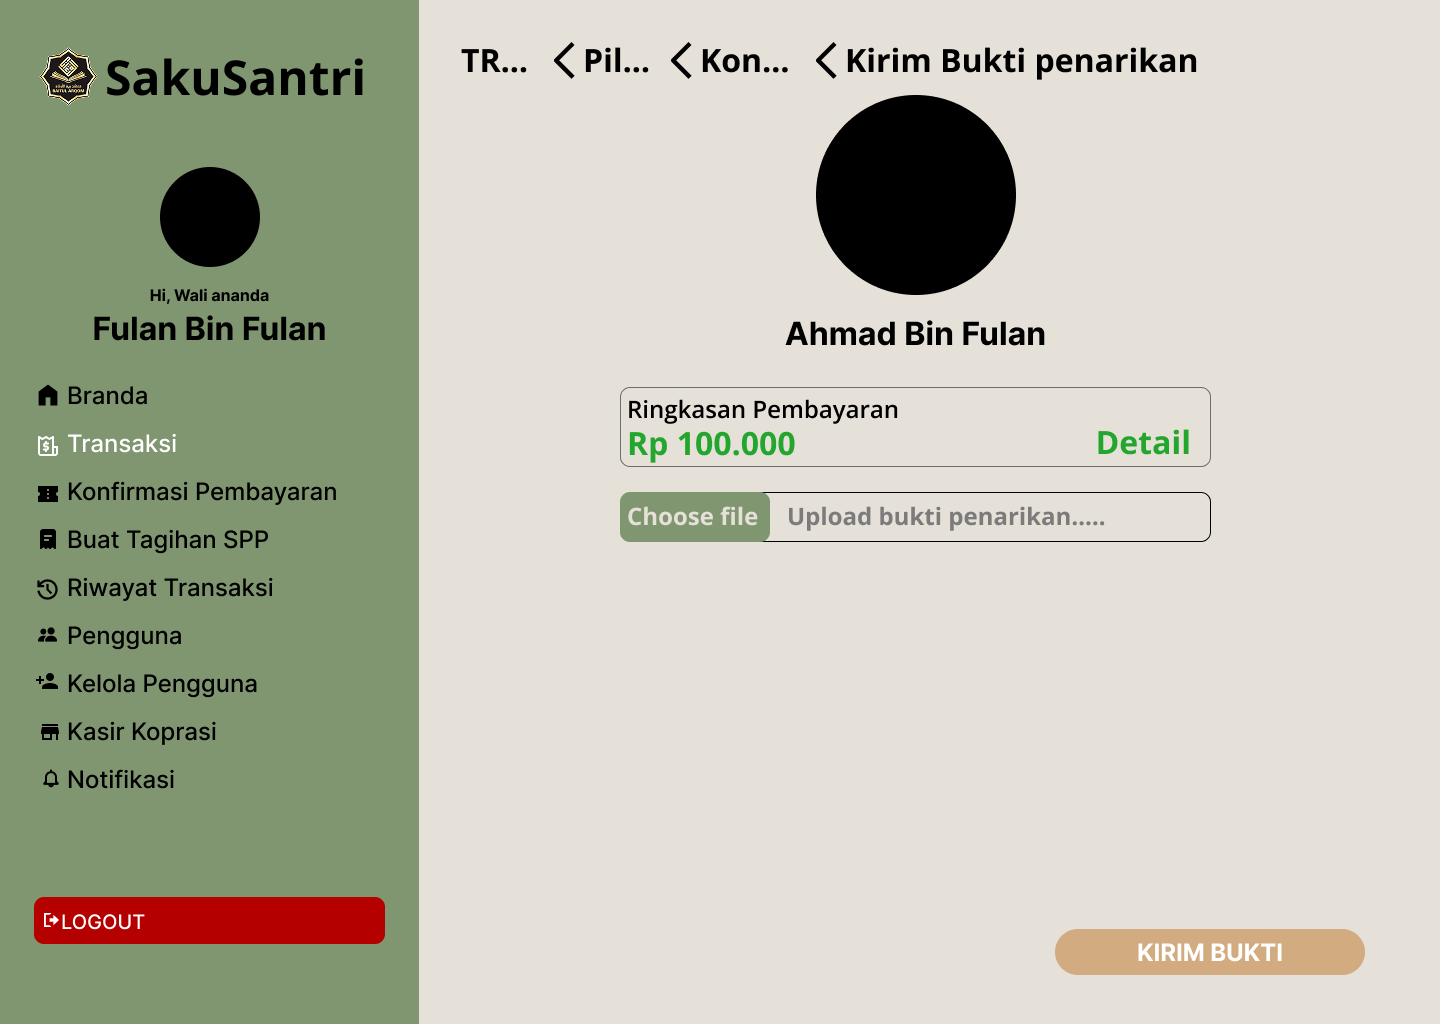 SakuSantri
Hi, Wali ananda
Fulan Bin Fulan
Branda
Transaksi
Konfirmasi Pembayaran
Buat Tagihan SPP
Riwayat Transaksi
Pengguna
Kelola Pengguna
Kasir Koprasi
Notifikasi
LOGOUT
TR... Pil... Kon... Kirim Bukti penarikan
Ahmad Bin Fulan
Ringkasan Pembayaran
Rp 100.000 Detail
Choose file Upload bukti penarikan.....
KIRIM BUKTI